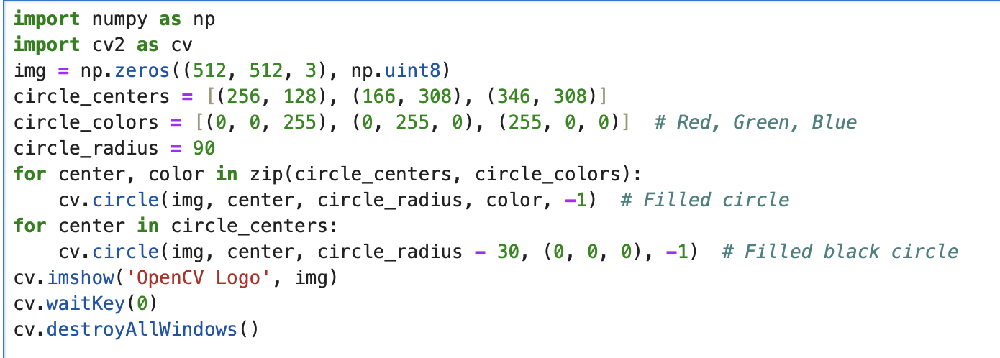 import numpy as np
import cv2 as cv
img = np.zeros((512, 512, 3), np.uint8)
circle_centers = [(256, 128), (166, 308), (346, 308)]
circle_colors = [(0, 0, 255), (0, 255, 0), (255, 0, 0)]  # Red, Green, Blue
circle_radius = 90
for center, color in zip(circle_centers, circle_colors):
    cv.circle(img, center, circle_radius, color, -1)  # Filled circle
for center in circle_centers:
    cv.circle(img, center, circle_radius - 30, (0, 0, 0), -1)  # Filled black circle
cv.imshow('OpenCV Logo', img)
cv.waitKey(0)
cv.destroyAllWindows()